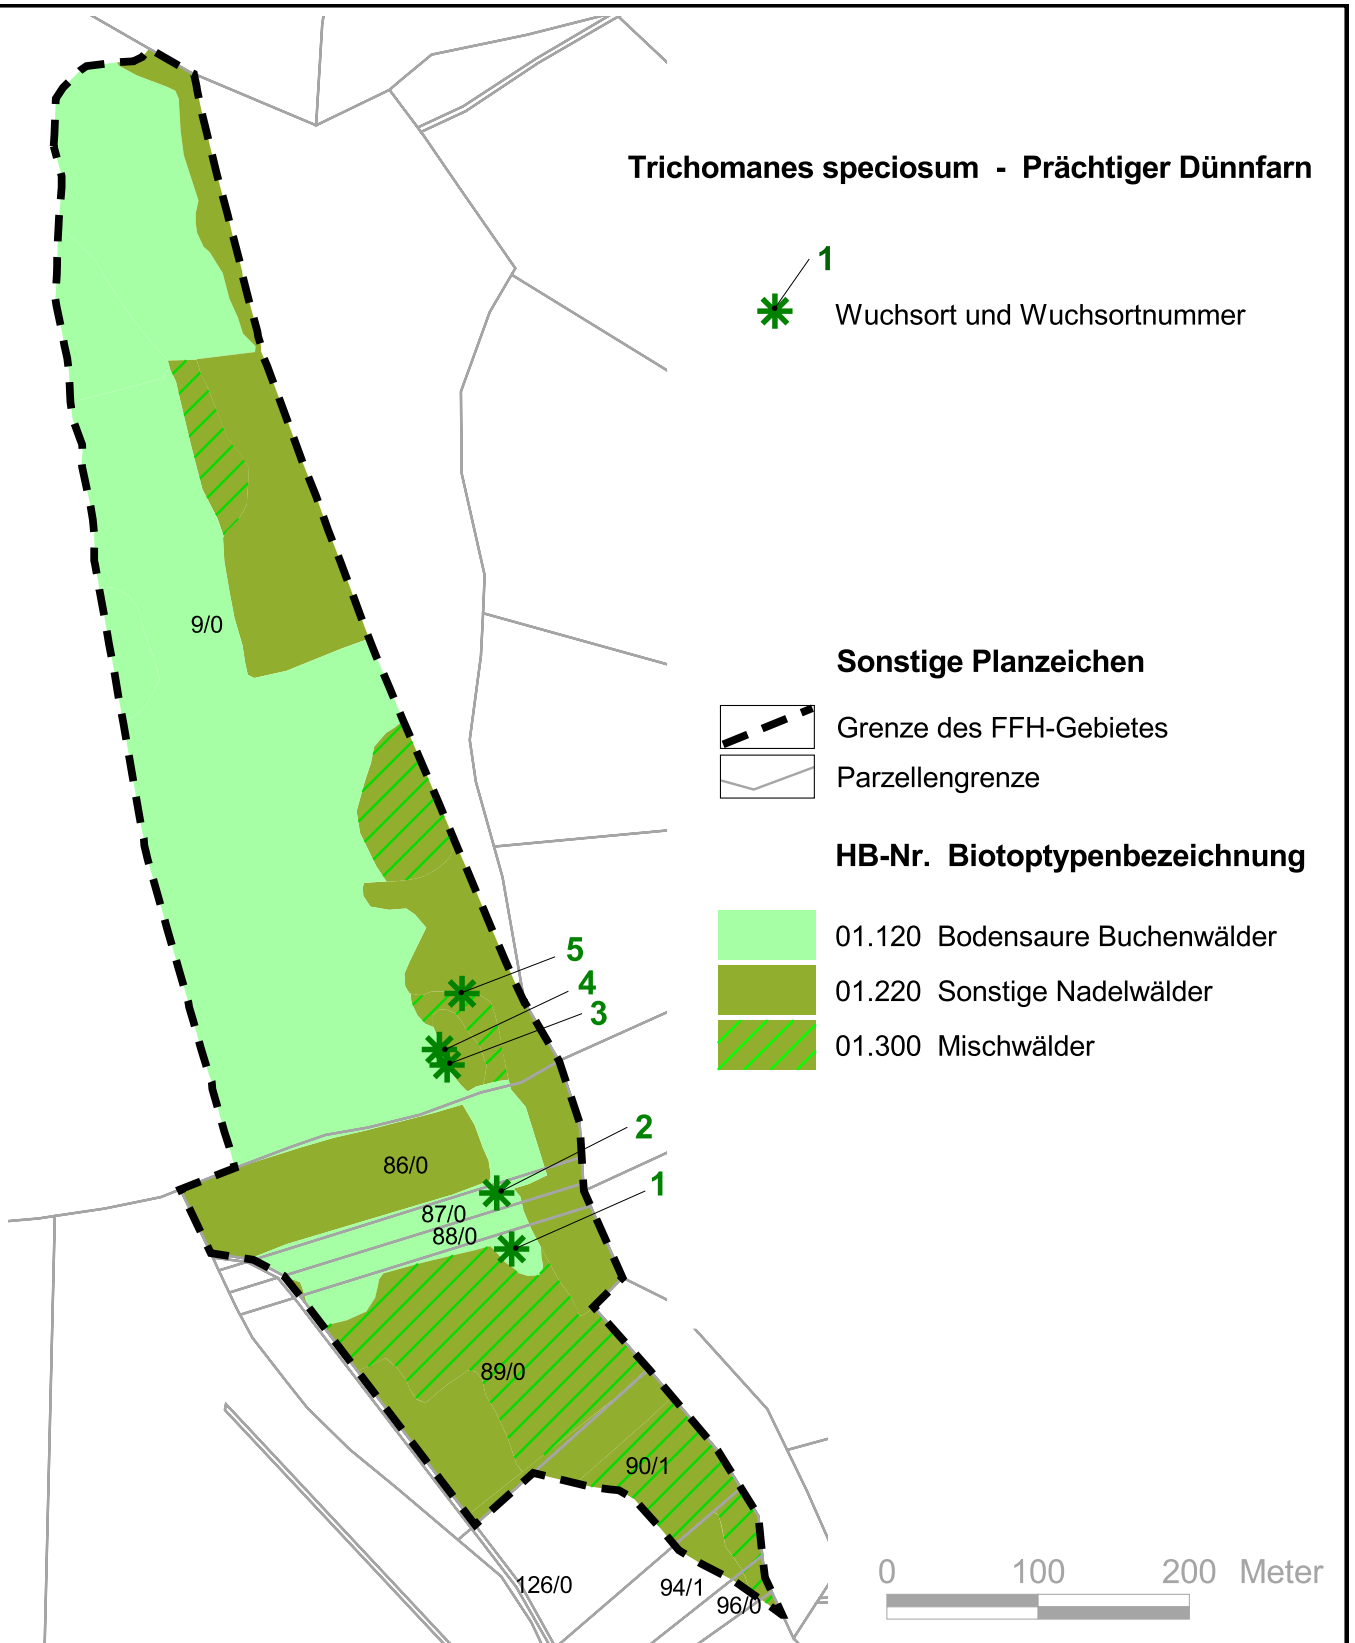 Trichomanes speciosum - Prächtiger Dünnfarn
1
Wuchsort und Wuchsortnummer
9/0
Sonstige Planzeichen
Grenze des FFH-Gebietes
Parzellengrenze
HB-Nr. Biotoptypenbezeichnung
01.120 Bodensaure Buchenwälder
01.220 Sonstige Nadelwälder
01.300 Mischwälder
5
4
3
2
1
86/0
87/0
88/0
89/0
90/1
126/0
94/1
96/0
0 100 200 Meter